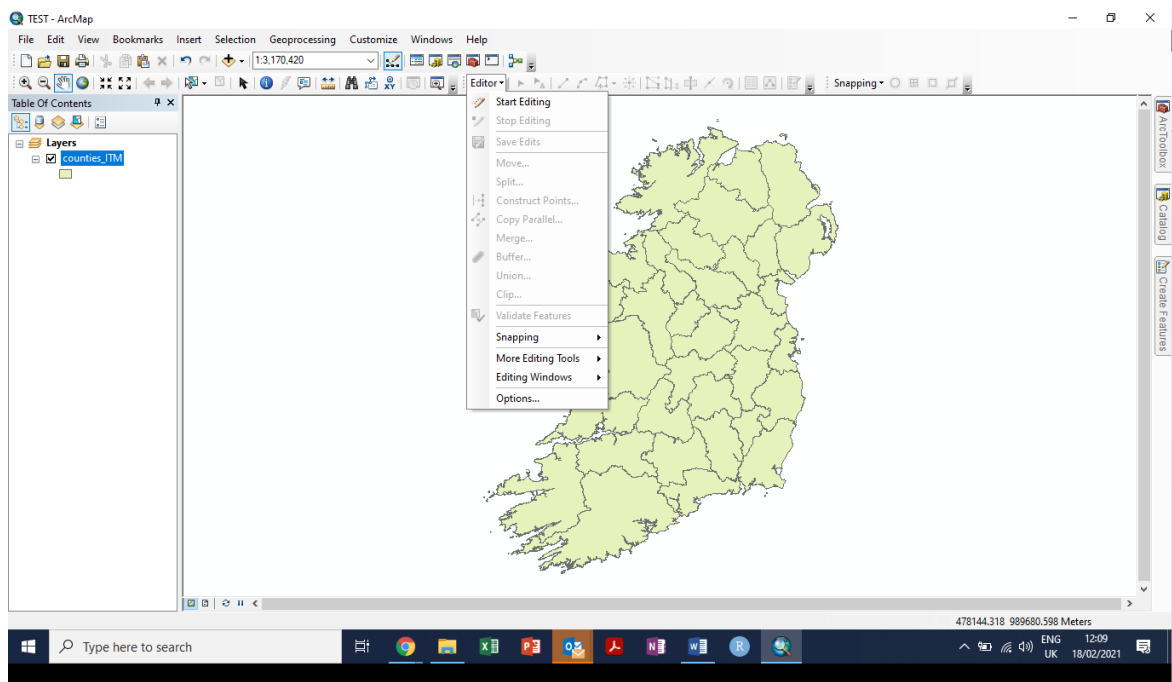 TEST - ArcMap
File Edit View Bookmarks Insert Selection Geoprocessing Customize Windows Help
1:3,170,420
Editor Snapping
Table Of Contents
Layers
counties_ITM
Start Editing
Stop Editing
Save Edits
Move...
Split...
Construct Points...
Copy Parallel...
Merge...
Buffer...
Union...
Clip...
Validate Features
Snapping
More Editing Tools
Editing Windows
Options...
ArcToolbox
Catalog
Create Features
478144.318 989680.598 Meters
Type here to search
ENG 12:09
UK 18/02/2021